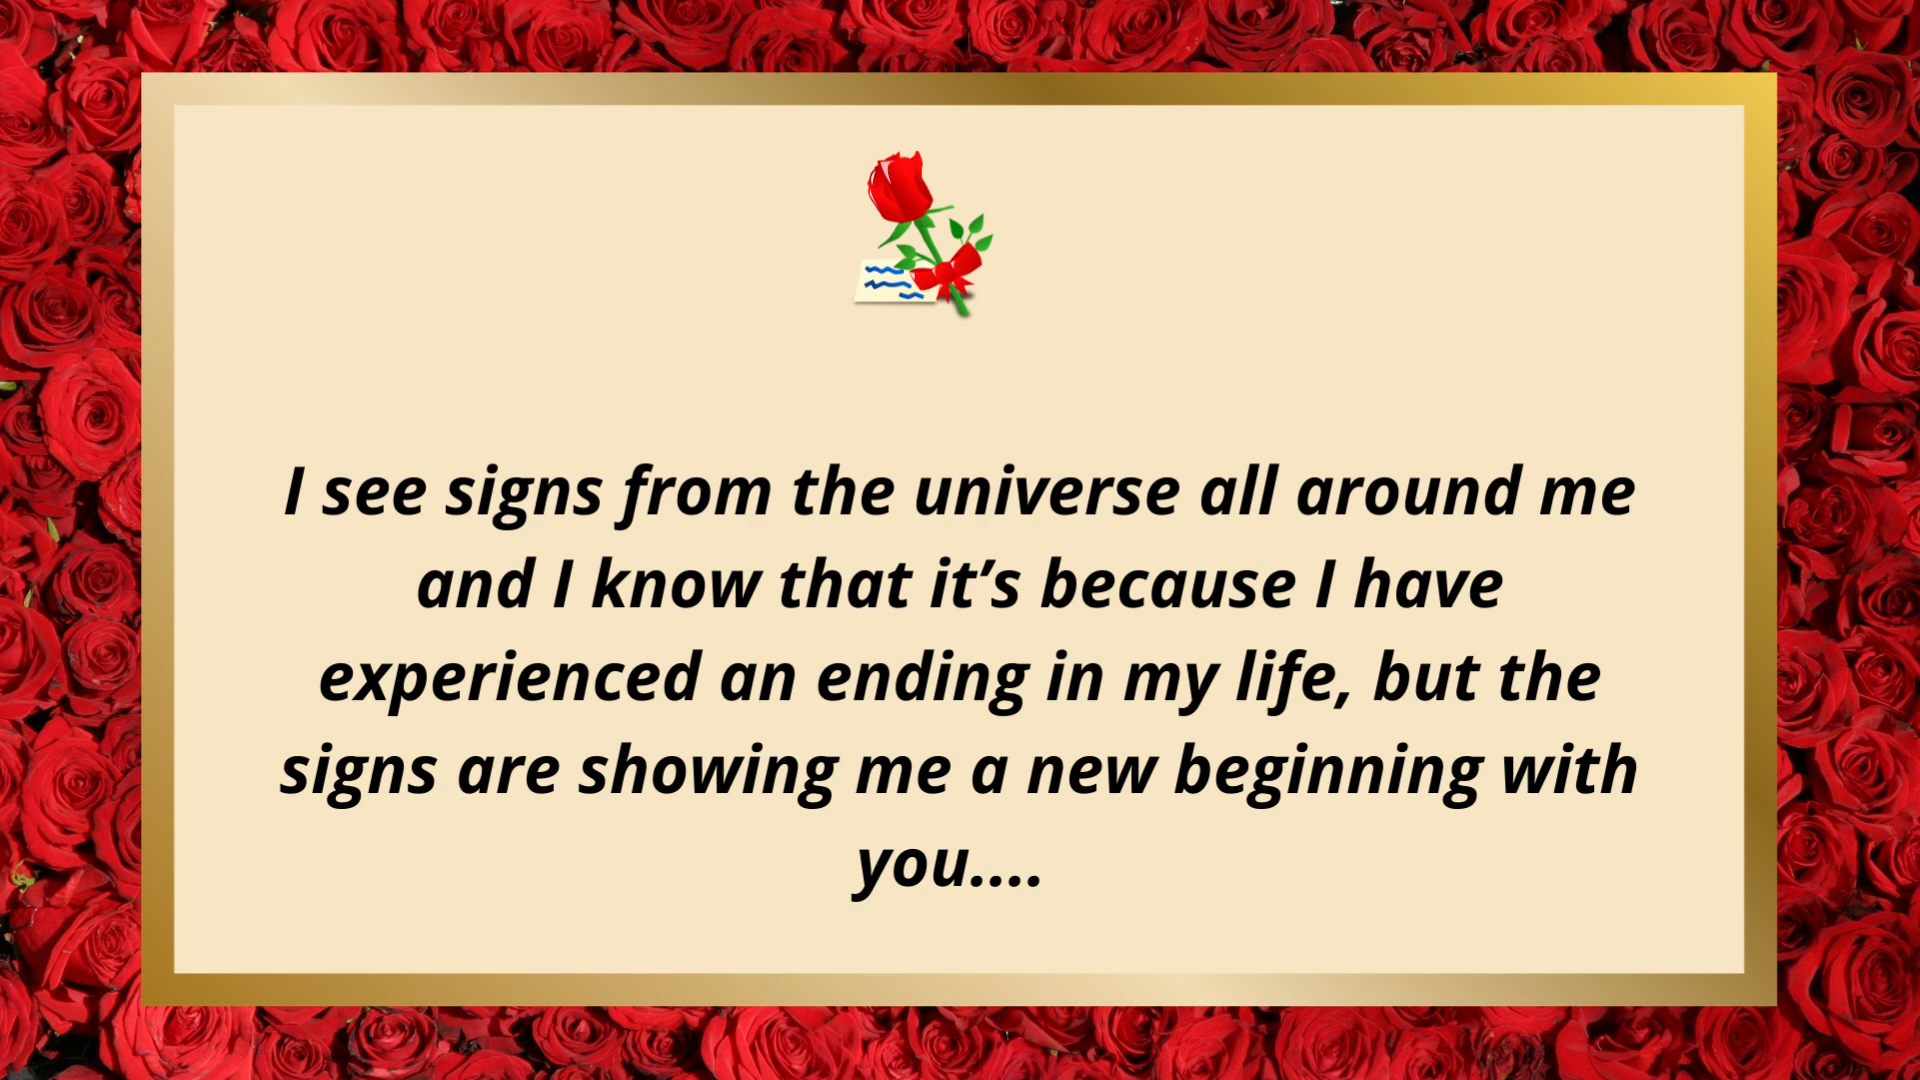 I see signs from the universe all around me
and I know that it’s because I have
experienced an ending in my life, but the
signs are showing me a new beginning with
you....